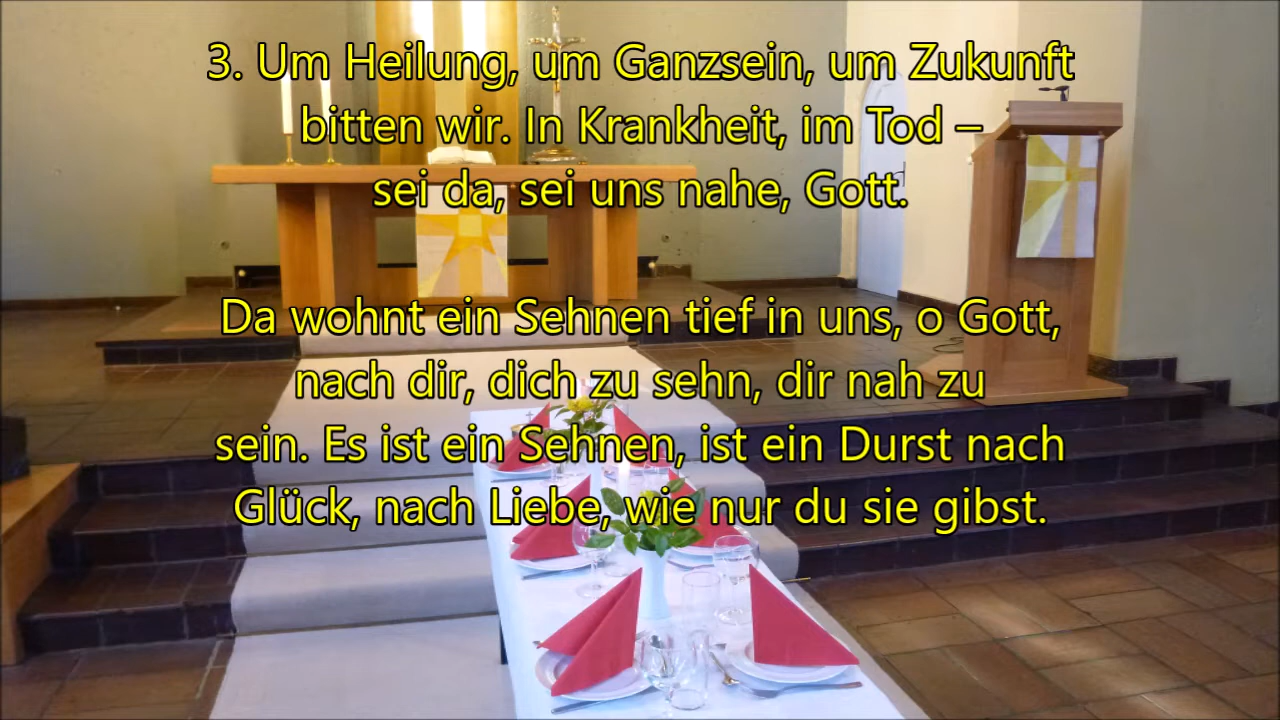 3. Um Heilung, um Ganzsein, um Zukunft
bitten wir. In Krankheit, im Tod –
sei da, sei uns nahe, Gott.
Da wohnt ein Sehnen tief in uns, o Gott,
nach dir, dich zu sehn, dir nah zu
sein. Es ist ein Sehnen, ist ein Durst nach
Glück, nach Liebe, wie nur du sie gibst.